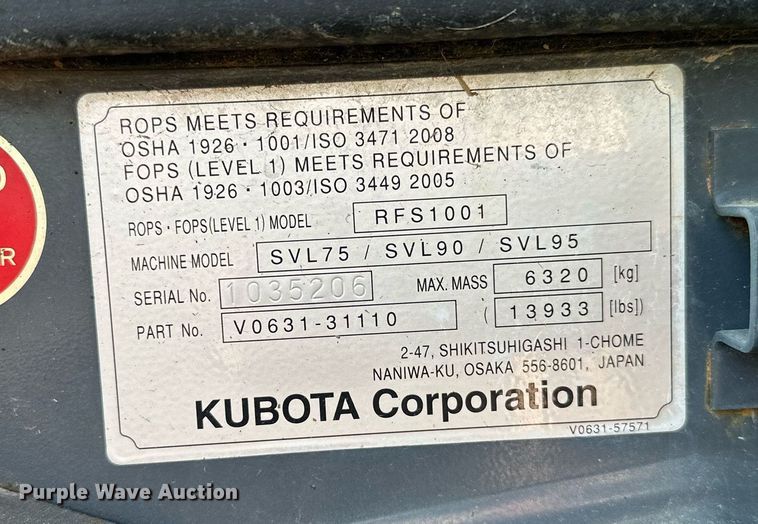 ROPS MEETS REQUIREMENTS OF
OSHA 1926・1001/ISO 3471 2008
FOPS (LEVEL 1) MEETS REQUIREMENTS OF
OSHA 1926・1003/ISO 3449 2005
ROPS・FOPS(LEVEL 1) MODEL RFS1001
MACHINE MODEL SVL75 / SVL90 / SVL95
SERIAL No. 1035206 MAX. MASS 6320 [kg]
PART No. V0631-31110 ( 13933 [lbs])
2-47, SHIKITSUHIGASHI 1-CHOME
NANIWA-KU, OSAKA 556-8601, JAPAN
KUBOTA Corporation
V0631-57571
Purple Wave Auction